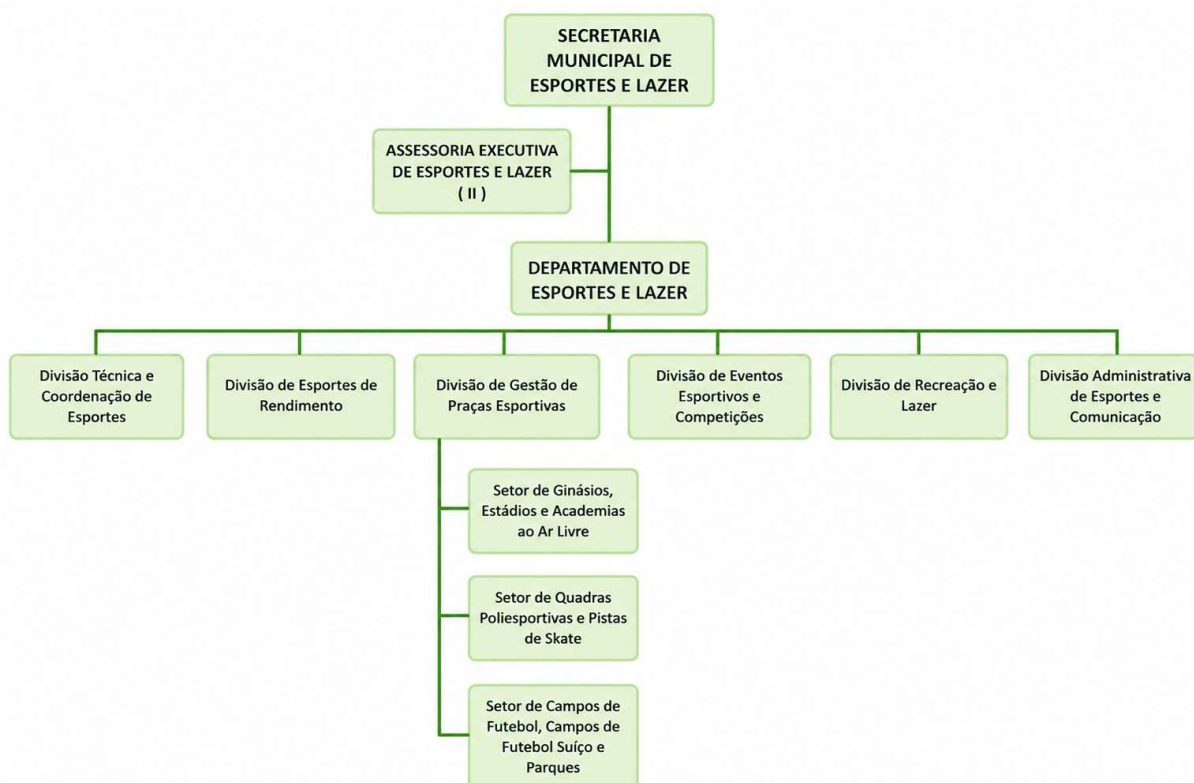 SECRETARIA
MUNICIPAL DE
ESPORTES E LAZER
ASSESSORIA EXECUTIVA
DE ESPORTES E LAZER
( II )
DEPARTAMENTO DE
ESPORTES E LAZER
Divisão Técnica e
Coordenação de
Esportes
Divisão de Esportes de
Rendimento
Divisão de Gestão de
Praças Esportivas
Divisão de Eventos
Esportivos e
Competições
Divisão de Recreação e
Lazer
Divisão Administrativa
de Esportes e
Comunicação
Setor de Ginásios,
Estádios e Academias
ao Ar Livre
Setor de Quadras
Poliesportivas e Pistas
de Skate
Setor de Campos de
Futebol, Campos de
Futebol Suíço e
Parques